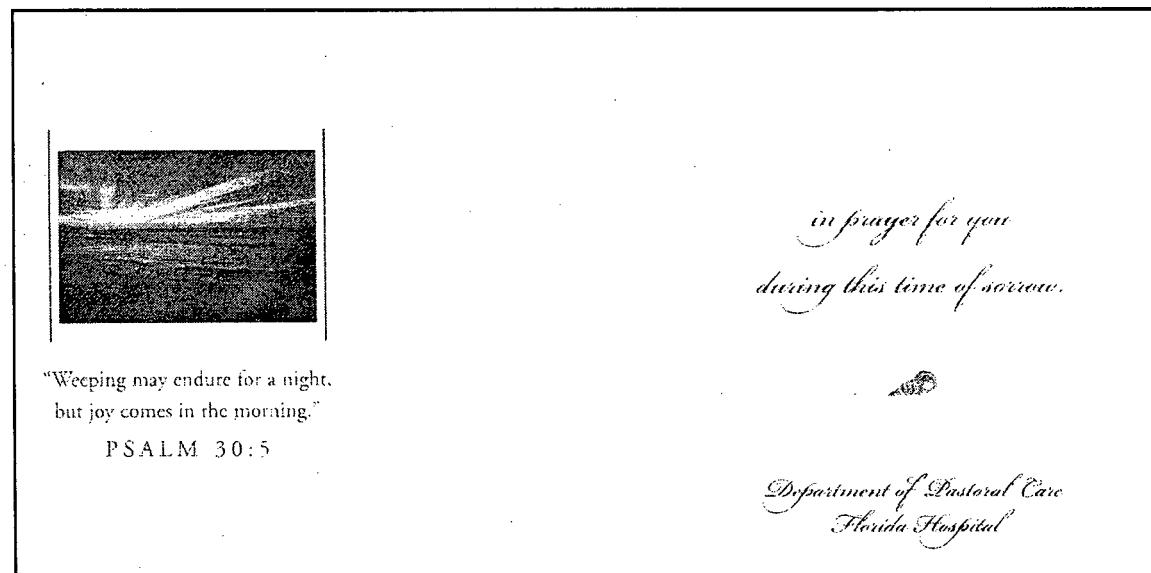 "Weeping may endure for a night,
but joy comes in the morning."
PSALM 30:5
in prayer for you
during this time of sorrow.
Department of Pastoral Care
Florida Hospital